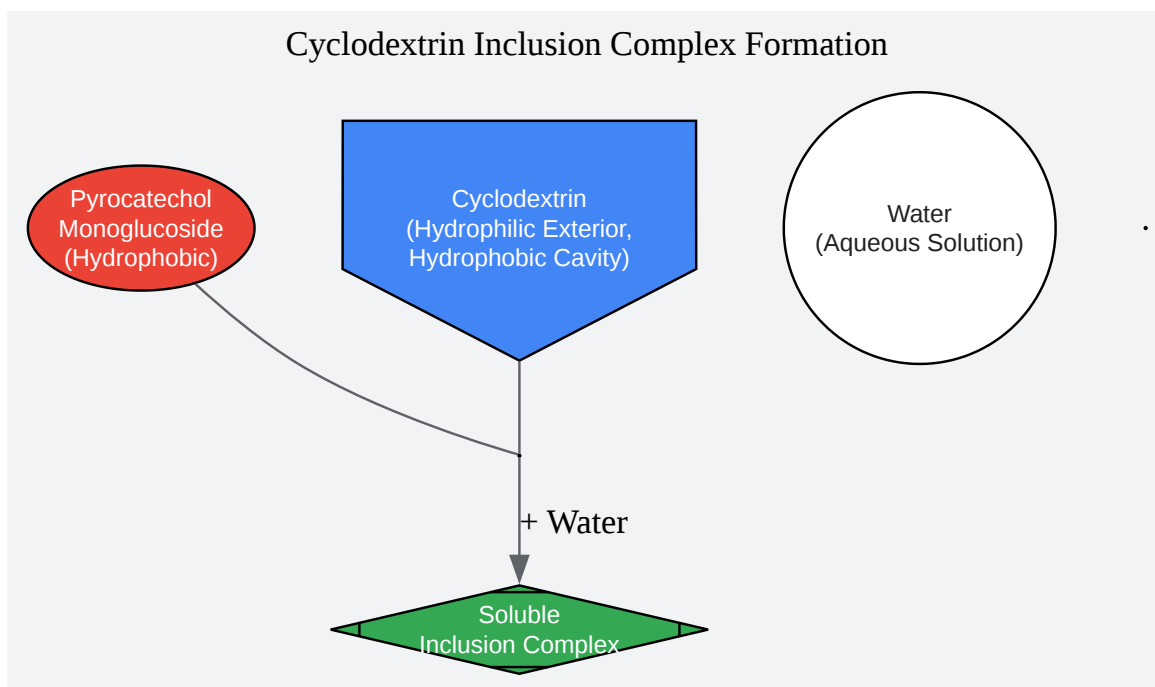 Cyclodextrin Inclusion Complex Formation
Pyrocatechol
Monoglucoside
(Hydrophobic)
Cyclodextrin
(Hydrophilic Exterior,
Hydrophobic Cavity)
Water
(Aqueous Solution)
+ Water
Soluble
Inclusion Complex